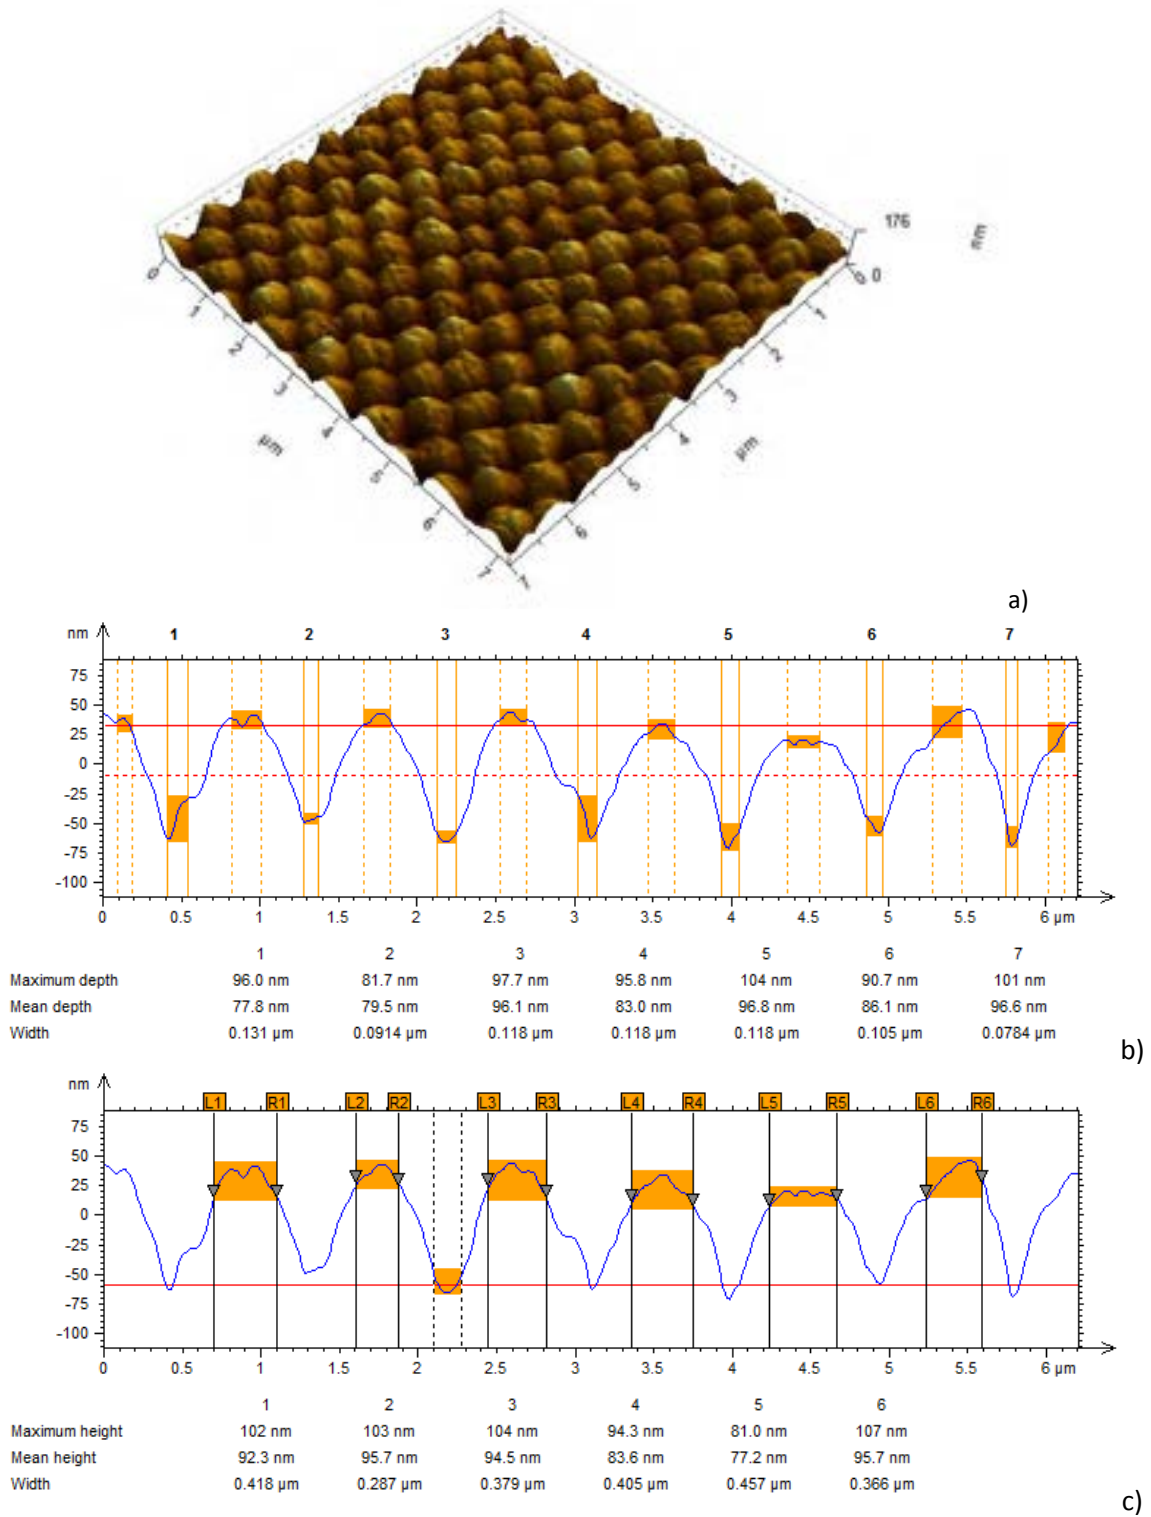 176
nm
0
0
0
1
1
2
2
3
3
4
4
µm
µm
5
5
6
6
7
7
a)
nm 1 2 3 4 5 6 7
75
50
25
0
-25
-50
-75
-100
0 0.5 1 1.5 2 2.5 3 3.5 4 4.5 5 5.5 6 µm
1 2 3 4 5 6 7
Maximum depth 96.0 nm 81.7 nm 97.7 nm 95.8 nm 104 nm 90.7 nm 101 nm
Mean depth 77.8 nm 79.5 nm 96.1 nm 83.0 nm 96.8 nm 86.1 nm 96.6 nm
Width 0.131 µm 0.0914 µm 0.118 µm 0.118 µm 0.118 µm 0.105 µm 0.0784 µm
b)
nm
L1 R1 L2 R2 L3 R3 L4 R4 L5 R5 L6 R6
75
50
25
0
-25
-50
-75
-100
0 0.5 1 1.5 2 2.5 3 3.5 4 4.5 5 5.5 6 µm
1 2 3 4 5 6
Maximum height 102 nm 103 nm 104 nm 94.3 nm 81.0 nm 107 nm
Mean height 92.3 nm 95.7 nm 94.5 nm 83.6 nm 77.2 nm 95.7 nm
Width 0.418 µm 0.287 µm 0.379 µm 0.405 µm 0.457 µm 0.366 µm
c)